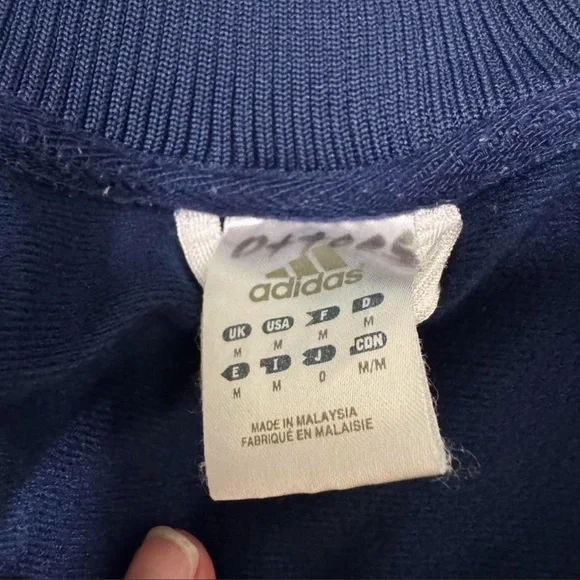 adidas
UK USA F D
M M M M
E I J CDN
M M O M/M
MADE IN MALAYSIA
FABRIQUÉ EN MALAISIE